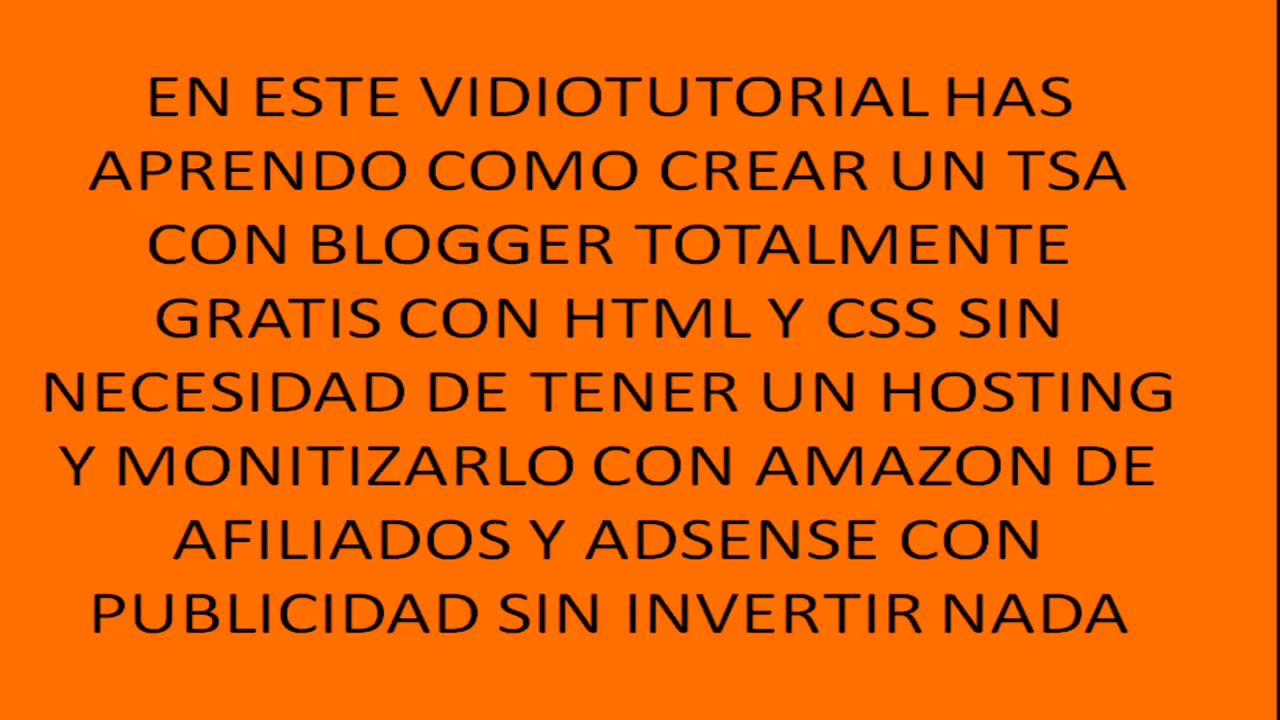 EN ESTE VIDIOTUTORIAL HAS
APRENDO COMO CREAR UN TSA
CON BLOGGER TOTALMENTE
GRATIS CON HTML Y CSS SIN
NECESIDAD DE TENER UN HOSTING
Y MONITIZARLO CON AMAZON DE
AFILIADOS Y ADSENSE CON
PUBLICIDAD SIN INVERTIR NADA